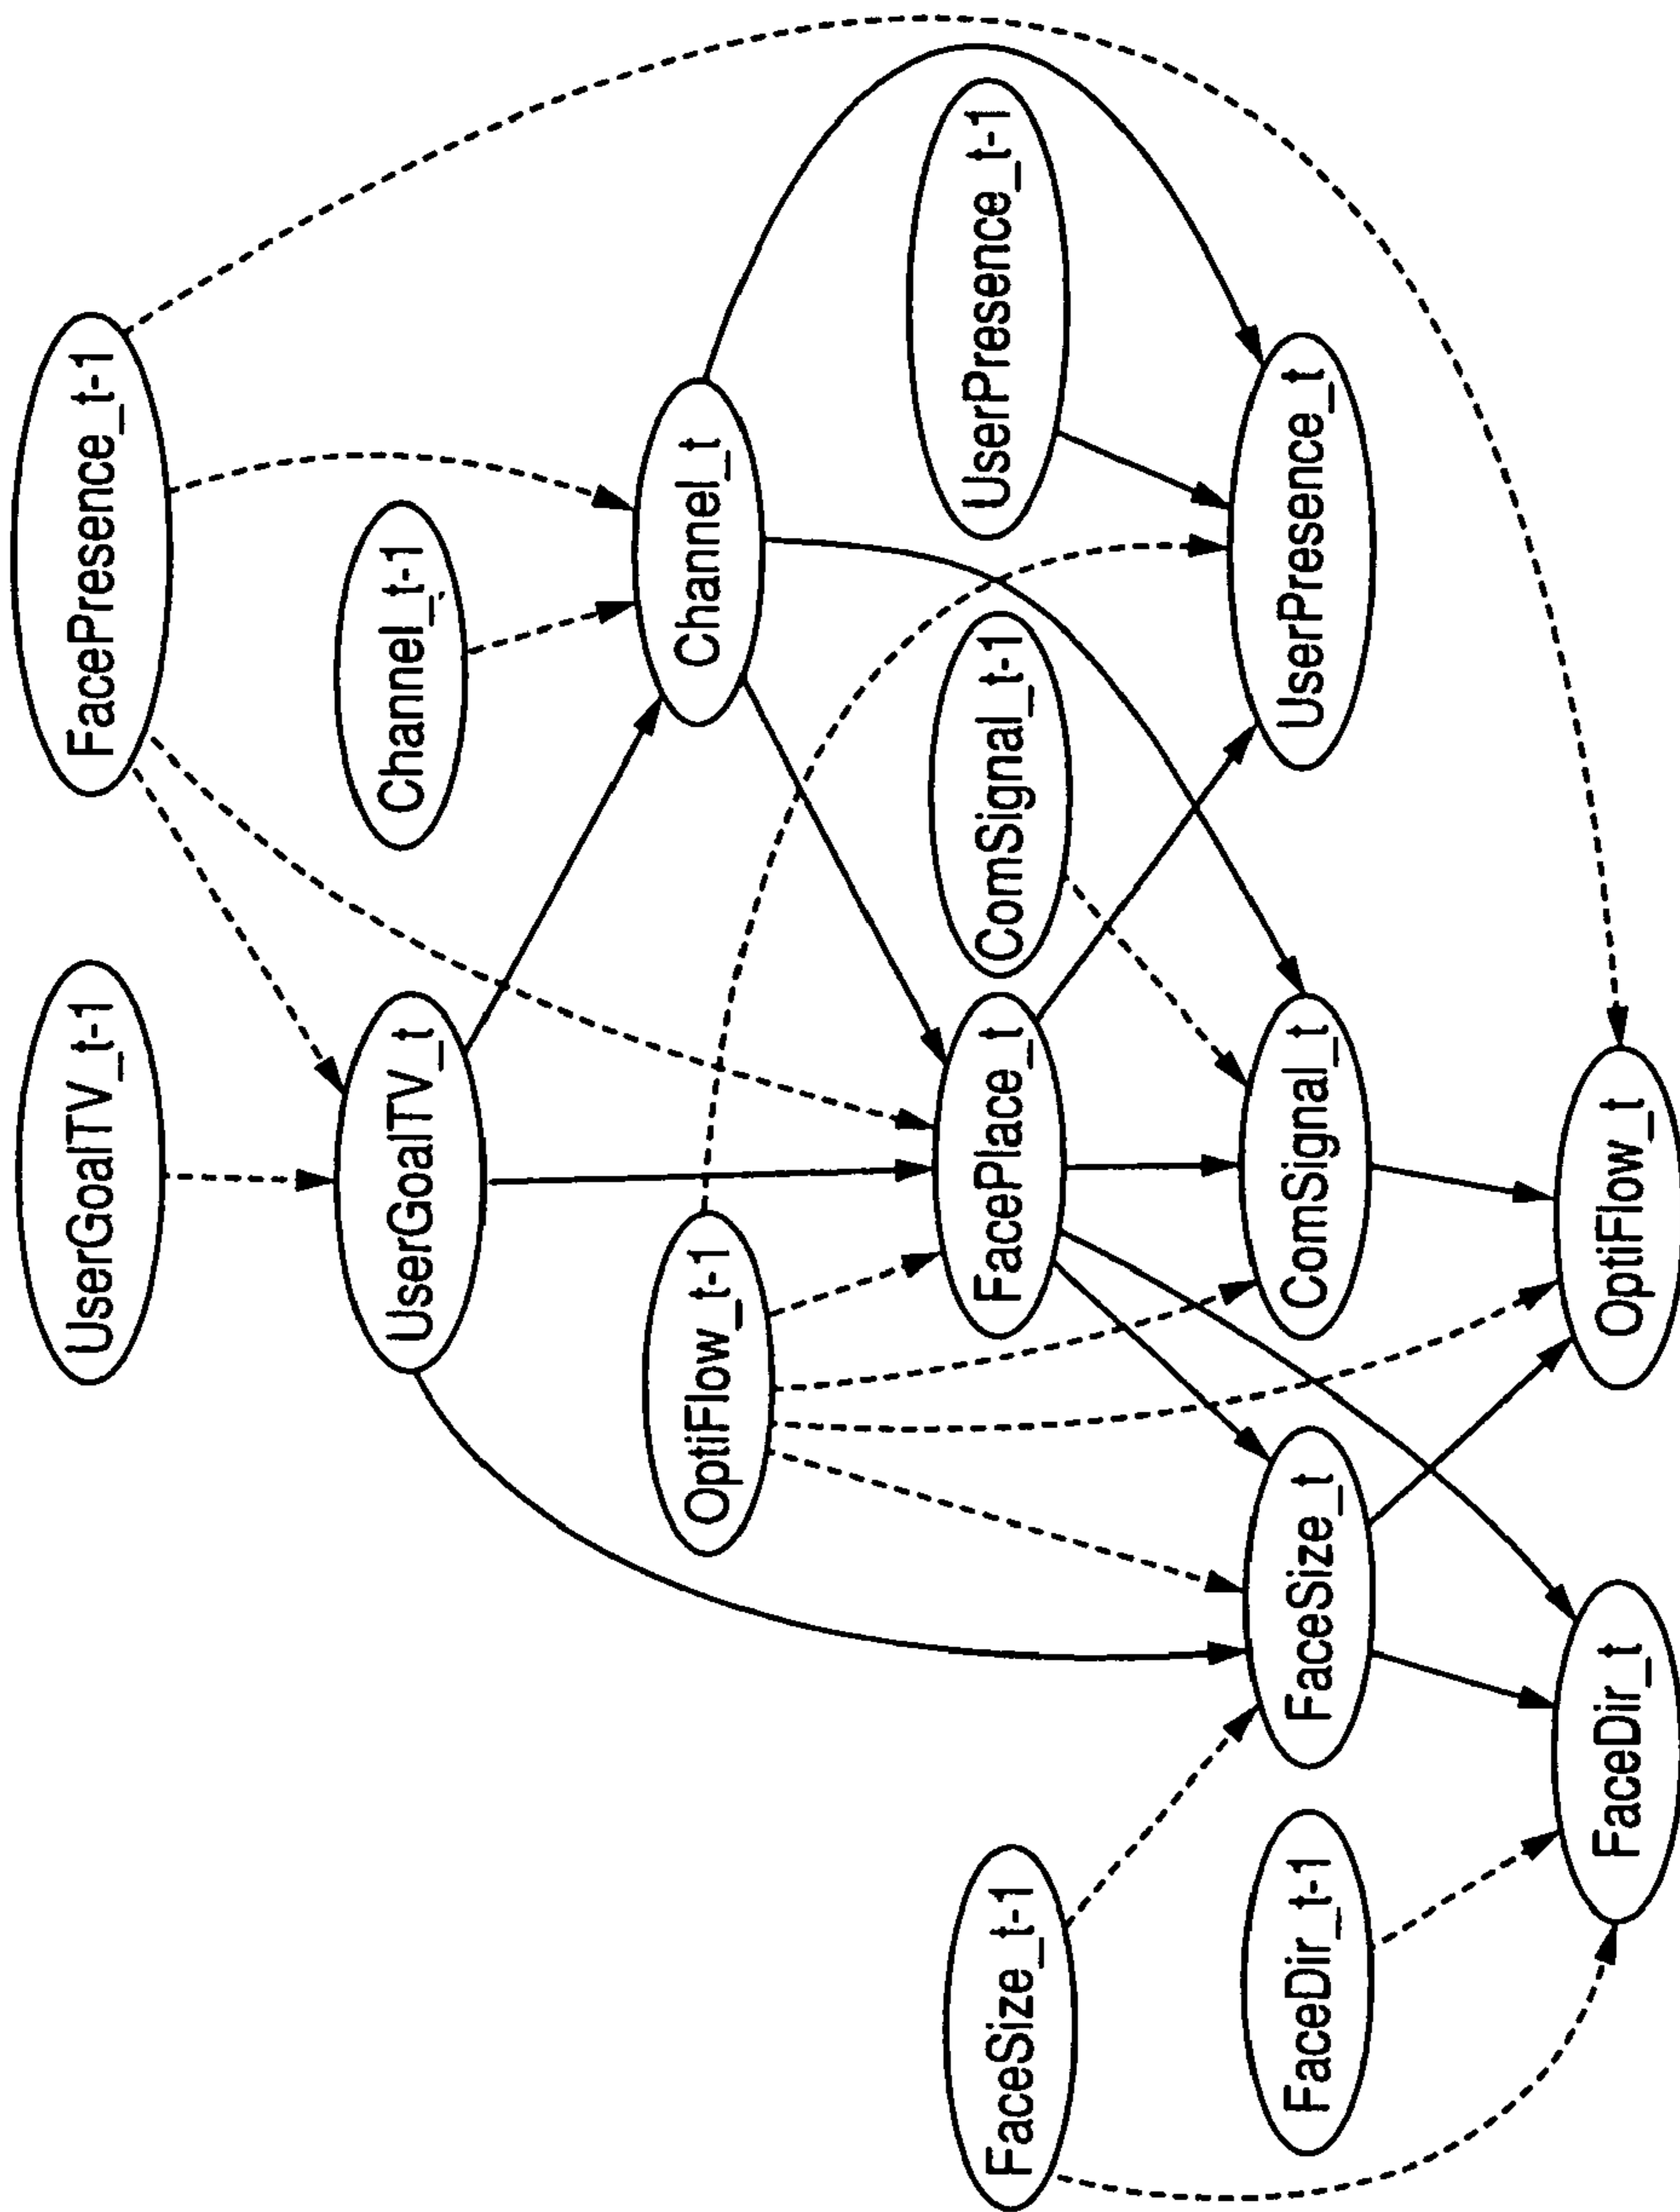 UserGoalTV_t-1
FacePresence_t-1
UserGoalTV_t
Channel_t-1
OptiFlow_t-1
Channel_t
FaceSize_t-1
FacePlace_t
ComSignal_t-1
UserPresence_t-1
FaceDir_t-1
FaceSize_t
ComSignal_t
UserPresence_t
FaceDir_t
OptiFlow_t